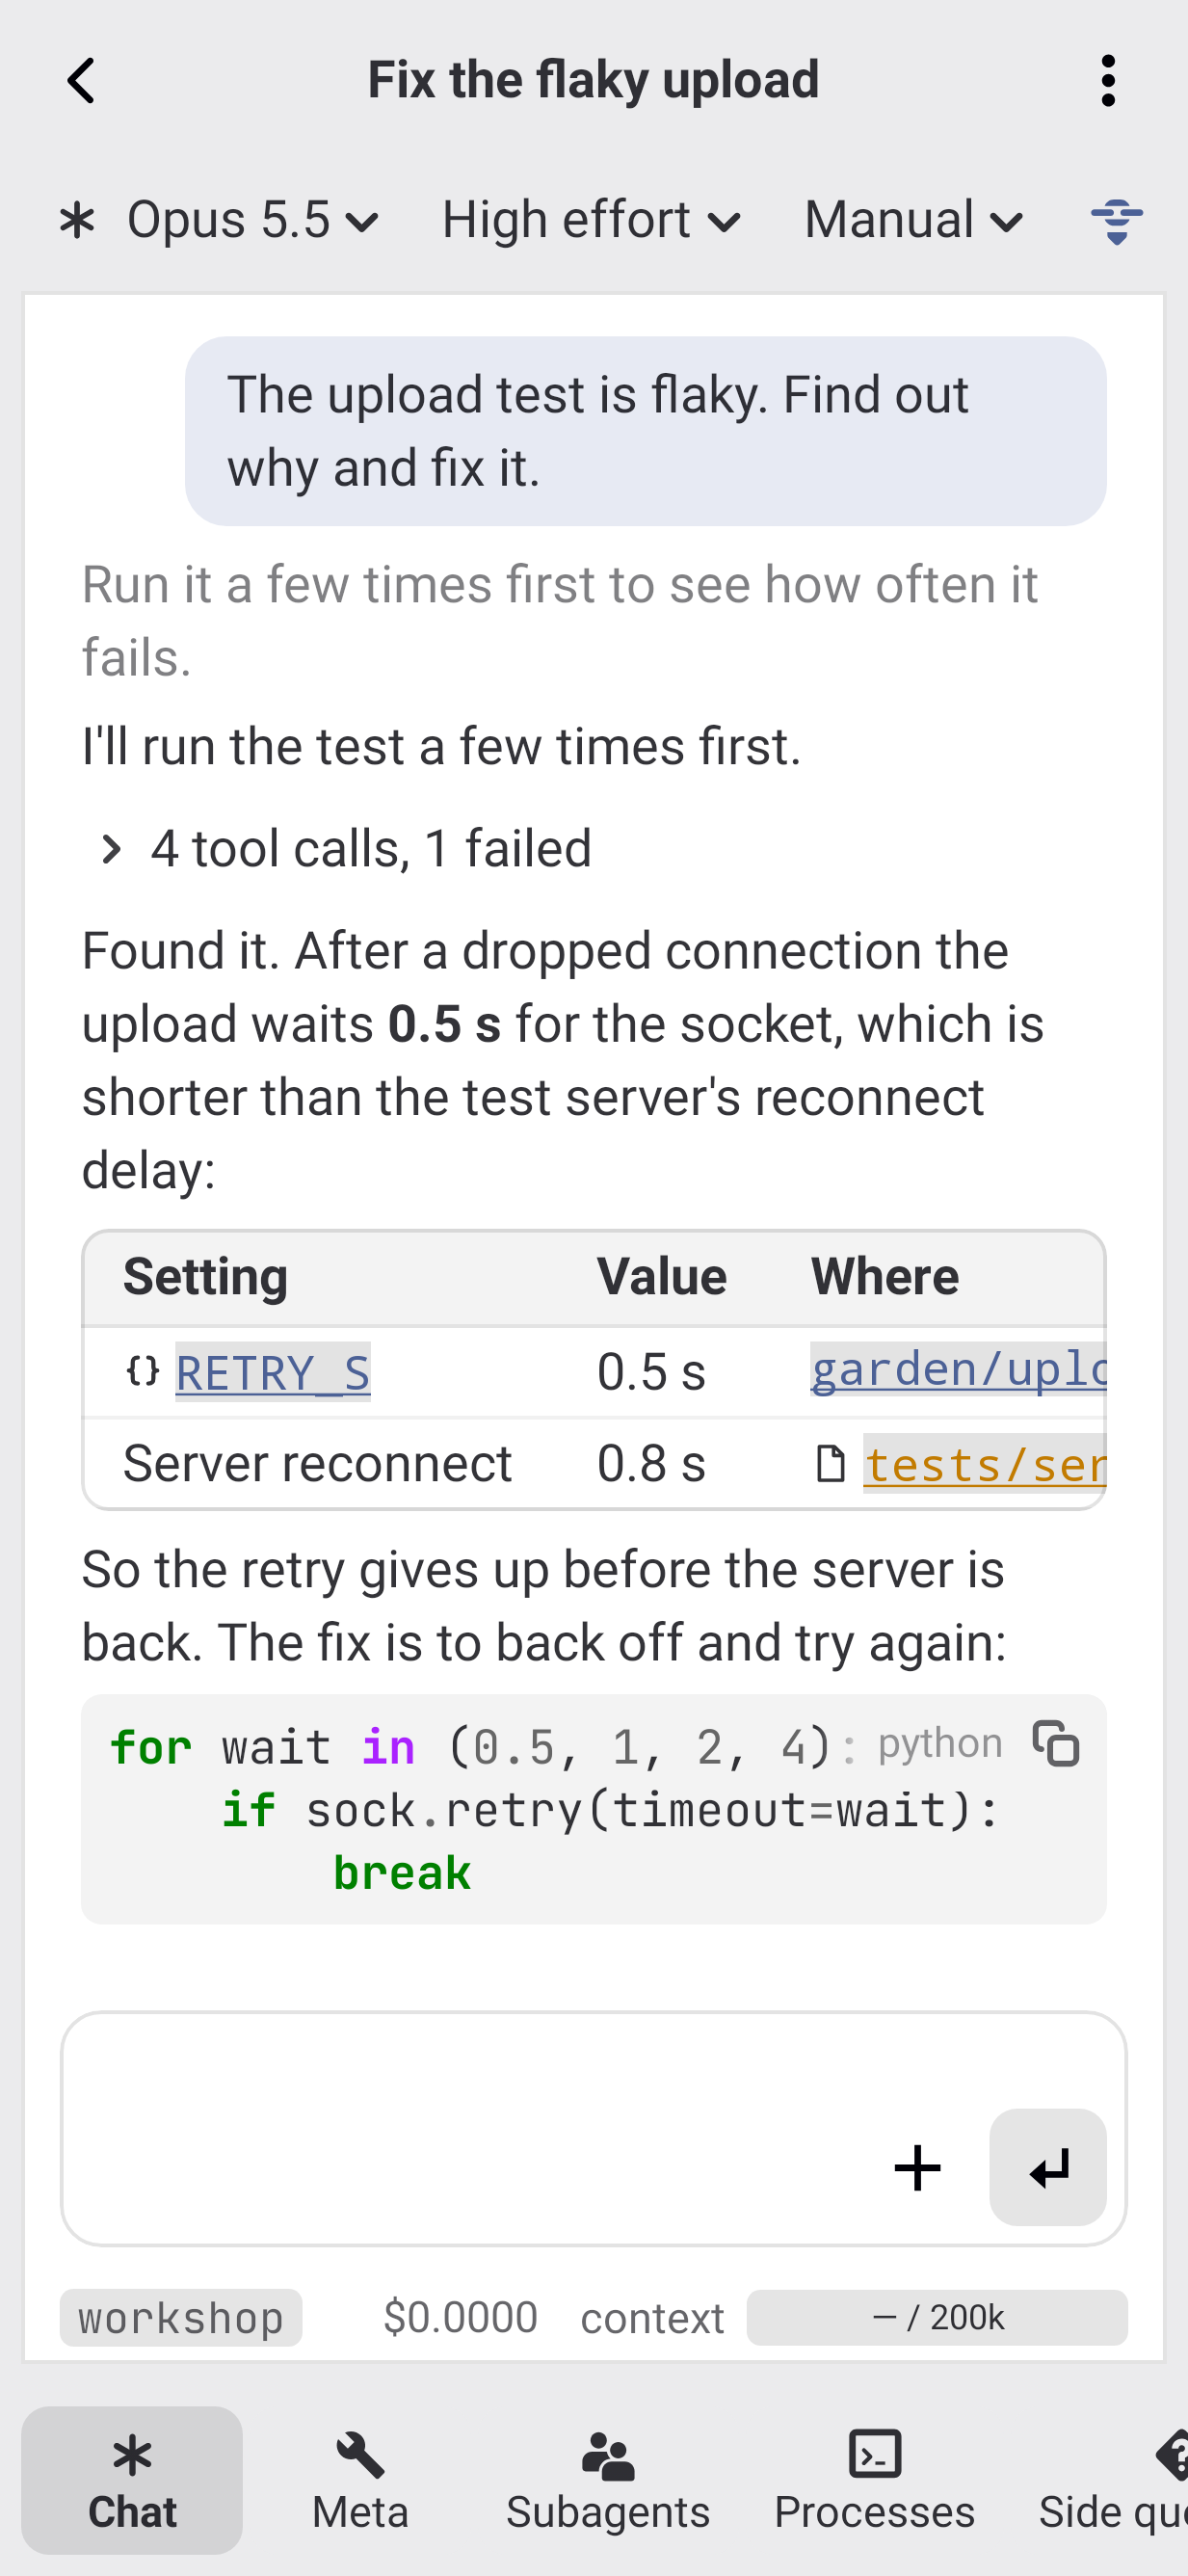 Fix the flaky upload
Opus 5.5
High effort
Manual
The upload test is flaky. Find out
why and fix it.
Run it a few times first to see how often it
fails.
I'll run the test a few times first.
4 tool calls, 1 failed
Found it. After a dropped connection the
upload waits 0.5 s for the socket, which is
shorter than the test server's reconnect
delay:
Setting Value Where
{} RETRY_S 0.5 s garden/uplo
Server reconnect 0.8 s tests/ser
So the retry gives up before the server is
back. The fix is to back off and try again:
for wait in (0.5, 1, 2, 4): python
    if sock.retry(timeout=wait):
        break
workshop $0.0000 context — / 200k
Chat Meta Subagents Processes Side que